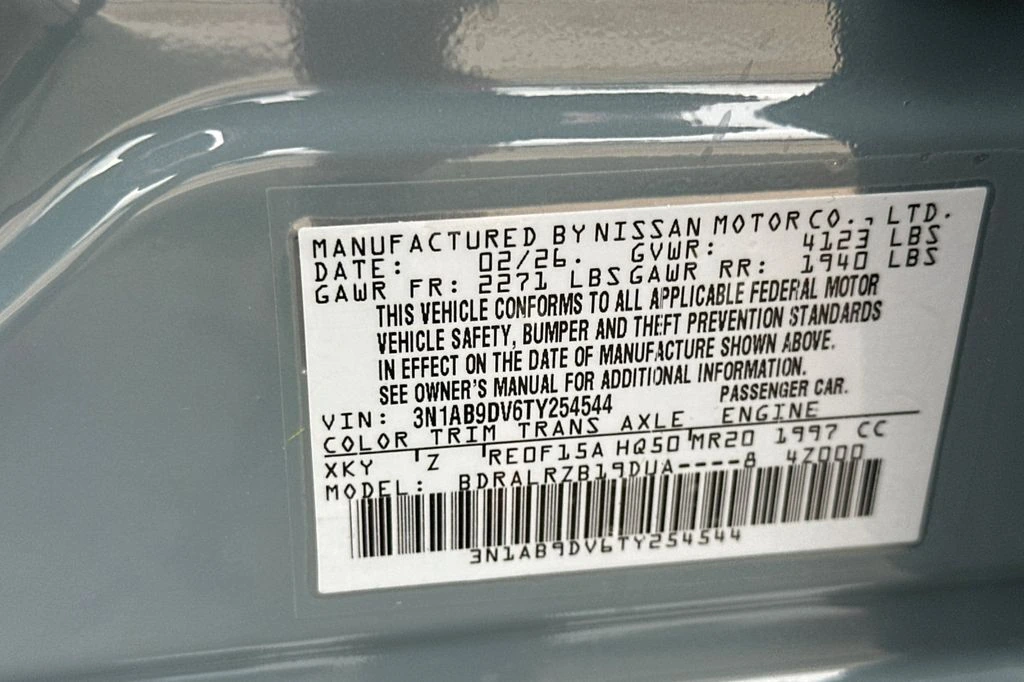 MANUFACTURED BY NISSAN MOTOR CO., LTD.
DATE: 02/26. GVWR: 4123 LBS
GAWR FR: 2271 LBS GAWR RR: 1940 LBS
THIS VEHICLE CONFORMS TO ALL APPLICABLE FEDERAL MOTOR
VEHICLE SAFETY, BUMPER AND THEFT PREVENTION STANDARDS
IN EFFECT ON THE DATE OF MANUFACTURE SHOWN ABOVE.
SEE OWNER'S MANUAL FOR ADDITIONAL INFORMATION.
VIN: 3N1AB9DV6TY254544 PASSENGER CAR.
COLOR TRIM TRANS AXLE ENGINE
XKY Z RE0F15A HQ50 MR20 1997 CC
MODEL: BDRALRZB19DUA----8 4Z000
3N1AB9DV6TY254544